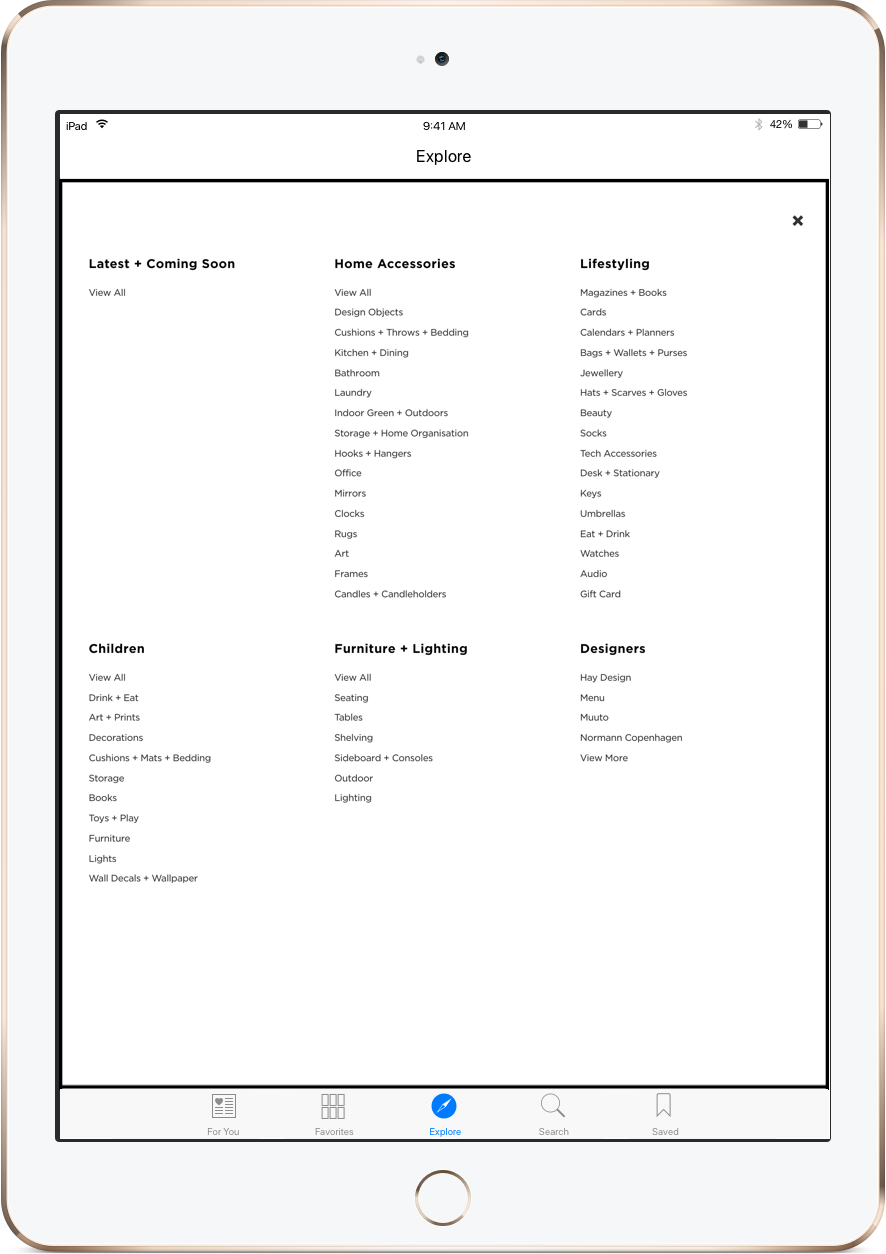 iPad 9:41 AM 42%
Explore
Latest + Coming Soon
View All
Home Accessories
View All
Design Objects
Cushions + Throws + Bedding
Kitchen + Dining
Bathroom
Laundry
Indoor Green + Outdoors
Storage + Home Organisation
Hooks + Hangers
Office
Mirrors
Clocks
Rugs
Art
Frames
Candles + Candleholders
Lifestyling
Magazines + Books
Cards
Calendars + Planners
Bags + Wallets + Purses
Jewellery
Hats + Scarves + Gloves
Beauty
Socks
Tech Accessories
Desk + Stationary
Keys
Umbrellas
Eat + Drink
Watches
Audio
Gift Card
Children
View All
Drink + Eat
Art + Prints
Decorations
Cushions + Mats + Bedding
Storage
Books
Toys + Play
Furniture
Lights
Wall Decals + Wallpaper
Furniture + Lighting
View All
Seating
Tables
Shelving
Sideboard + Consoles
Outdoor
Lighting
Designers
Hay Design
Menu
Muuto
Normann Copenhagen
View More
For You Favorites Explore Search Saved